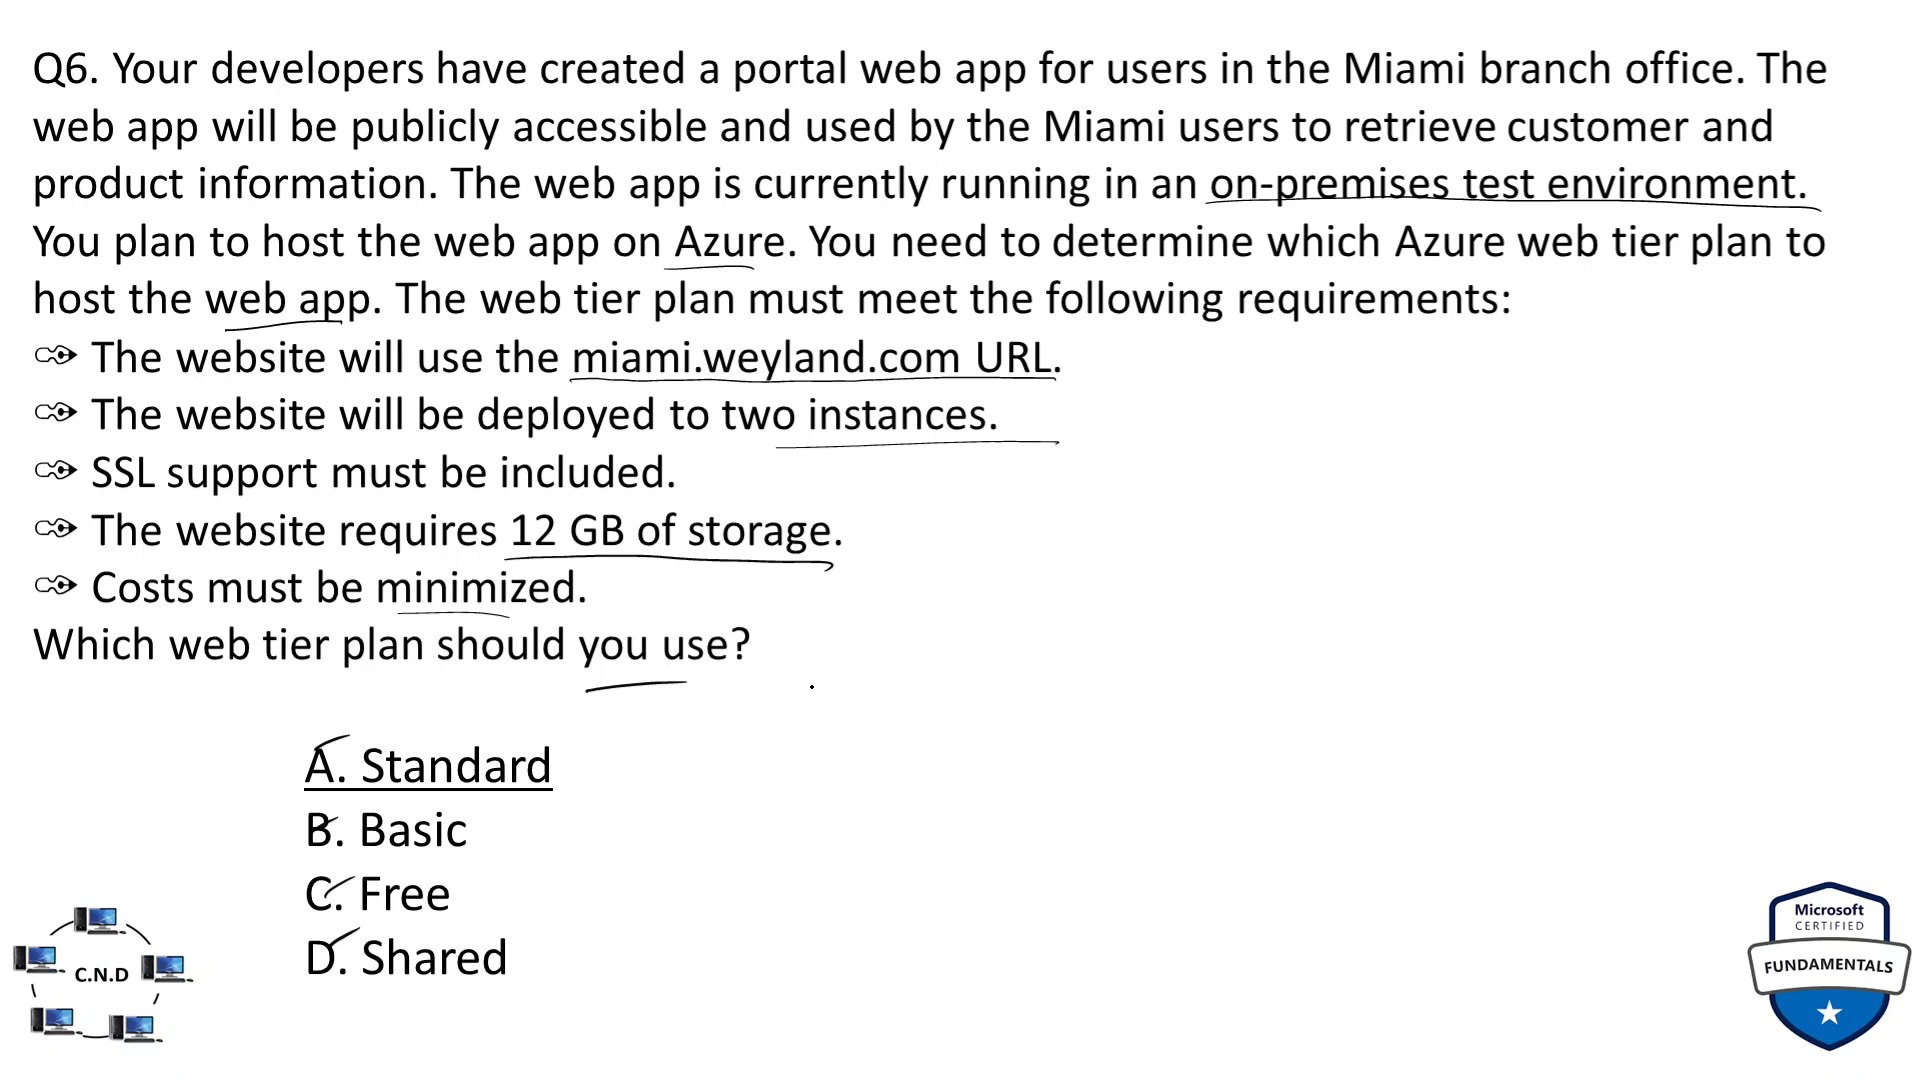 Q6. Your developers have created a portal web app for users in the Miami branch office. The
web app will be publicly accessible and used by the Miami users to retrieve customer and
product information. The web app is currently running in an on-premises test environment.
You plan to host the web app on Azure. You need to determine which Azure web tier plan to
host the web app. The web tier plan must meet the following requirements:
✑ The website will use the miami.weyland.com URL.
✑ The website will be deployed to two instances.
✑ SSL support must be included.
✑ The website requires 12 GB of storage.
✑ Costs must be minimized.
Which web tier plan should you use?
A. Standard
B. Basic
C. Free
D. Shared
C.N.D
Microsoft
CERTIFIED
FUNDAMENTALS